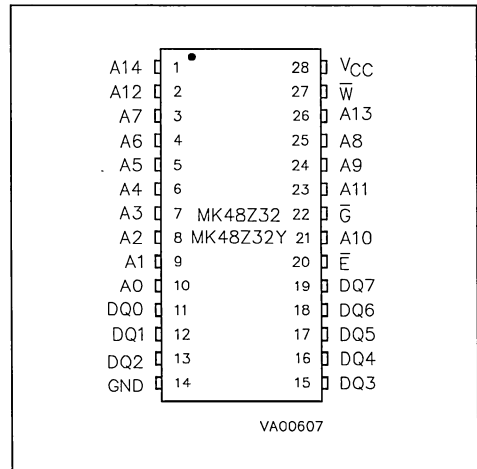 A14 1 28 VCC
A12 2 27 W̅
A7 3 26 A13
A6 4 25 A8
A5 5 24 A9
A4 6 23 A11
A3 7 MK48Z32 22 G̅
A2 8 MK48Z32Y 21 A10
A1 9 20 E̅
A0 10 19 DQ7
DQ0 11 18 DQ6
DQ1 12 17 DQ5
DQ2 13 16 DQ4
GND 14 15 DQ3
VA00607